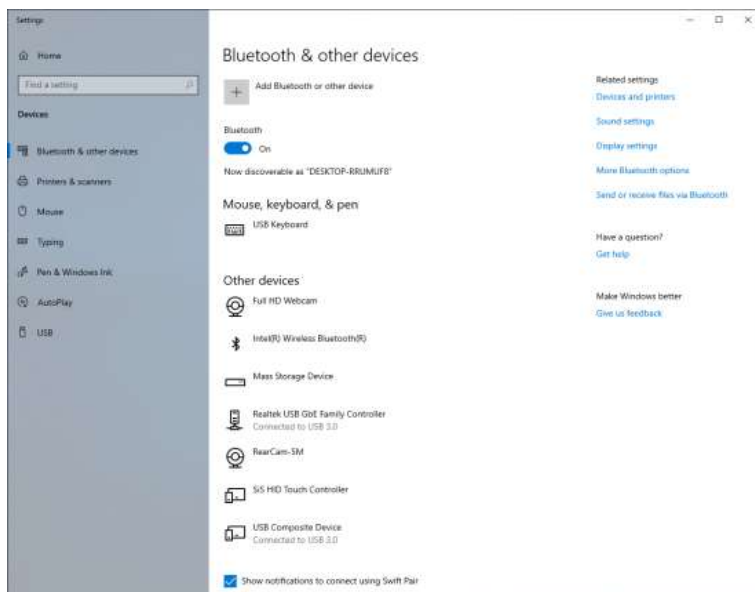 Settings
Home
Find a setting
Devices
Bluetooth & other devices
Printers & scanners
Mouse
Typing
Pen & Windows Ink
AutoPlay
USB
Bluetooth & other devices
Add Bluetooth or other device
Bluetooth
On
Now discoverable as "DESKTOP-RRUMUF8"
Mouse, keyboard, & pen
USB Keyboard
Other devices
Full HD Webcam
Intel(R) Wireless Bluetooth(R)
Mass Storage Device
Realtek USB GbE Family Controller
Connected to USB 3.0
RearCam-5M
SiS HID Touch Controller
USB Composite Device
Connected to USB 3.0
Show notifications to connect using Swift Pair
Related settings
Devices and printers
Sound settings
Display settings
More Bluetooth options
Send or receive files via Bluetooth
Have a question?
Get help
Make Windows better
Give us feedback